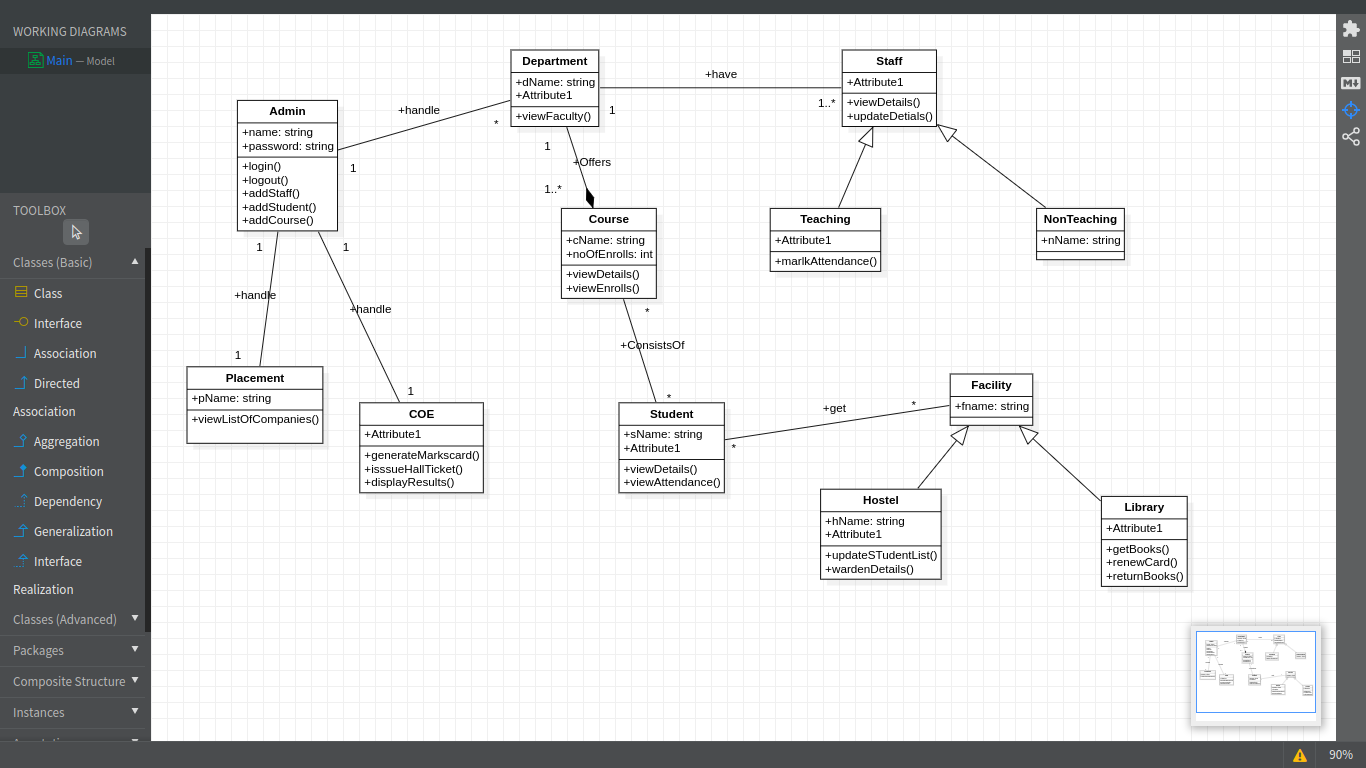 WORKING DIAGRAMS
Main — Model
TOOLBOX
Classes (Basic)
Class
Interface
Association
Directed
Association
Aggregation
Composition
Dependency
Generalization
Interface
Realization
Classes (Advanced)
Packages
Composite Structure
Instances
Admin
+name: string
+password: string
+login()
+logout()
+addStaff()
+addStudent()
+addCourse()
+handle
1
*
Department
+dName: string
+Attribute1
+viewFaculty()
+have
1
1..*
Staff
+Attribute1
+viewDetails()
+updateDetials()
1
+Offers
1..*
Course
+cName: string
+noOfEnrolls: int
+viewDetails()
+viewEnrolls()
Teaching
+Attribute1
+marlkAttendance()
NonTeaching
+nName: string
1
+handle
1
1
+handle
1
Placement
+pName: string
+viewListOfCompanies()
COE
+Attribute1
+generateMarkscard()
+isssueHallTicket()
+displayResults()
*
+ConsistsOf
*
Student
+sName: string
+Attribute1
+viewDetails()
+viewAttendance()
+get
*
*
Facility
+fname: string
Hostel
+hName: string
+Attribute1
+updateSTudentList()
+wardenDetails()
Library
+Attribute1
+getBooks()
+renewCard()
+returnBooks()
90%